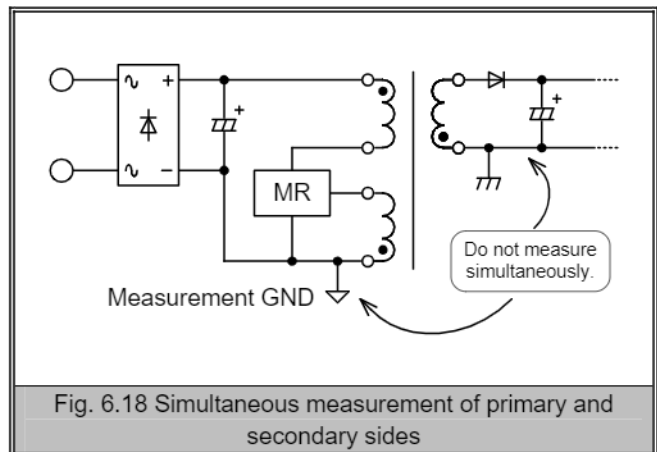 ∿ +
∿ −
+
MR
+
Do not measure
simultaneously.
Measurement GND
Fig. 6.18 Simultaneous measurement of primary and
secondary sides